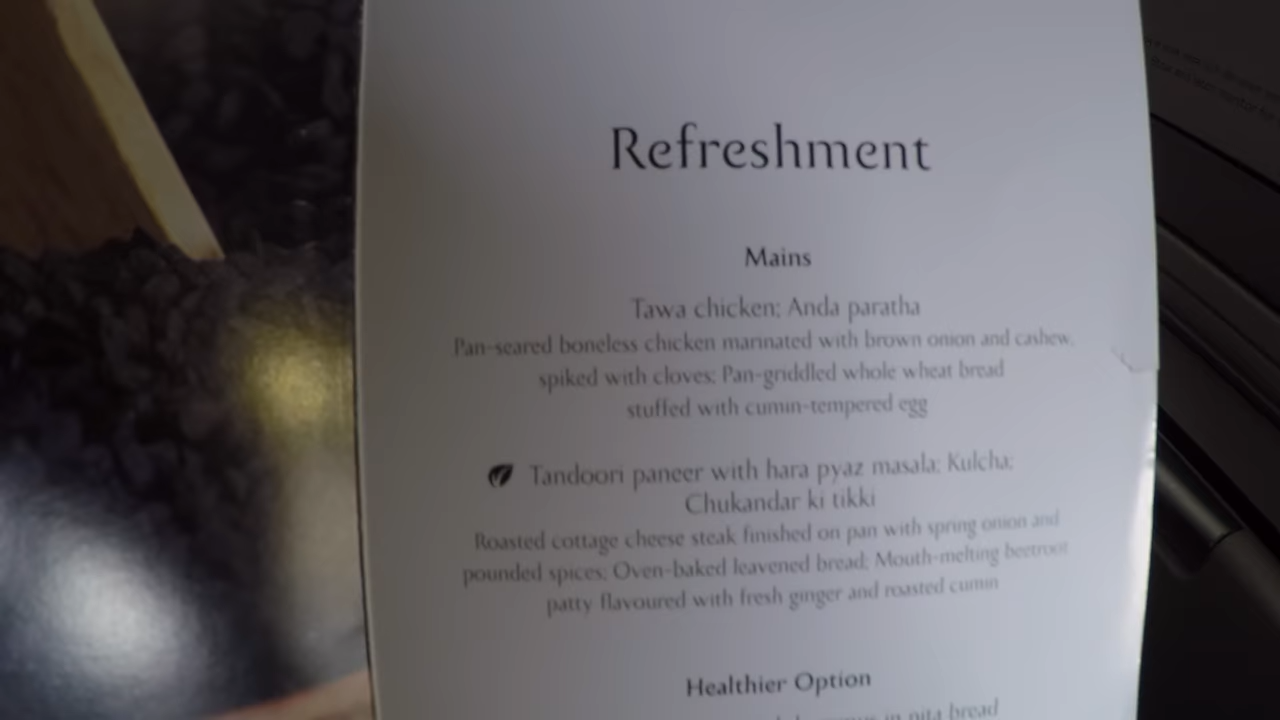 Refreshment
Mains
Tawa chicken; Anda paratha
Pan-seared boneless chicken marinated with brown onion and cashew,
spiked with cloves; Pan-griddled whole wheat bread
stuffed with cumin-tempered egg
Tandoori paneer with hara pyaz masala; Kulcha;
Chukandar ki tikki
Roasted cottage cheese steak finished on pan with spring onion and
pounded spices; Oven-baked leavened bread; Mouth-melting beetroot
patty flavoured with fresh ginger and roasted cumin
Healthier Option
in pita bread